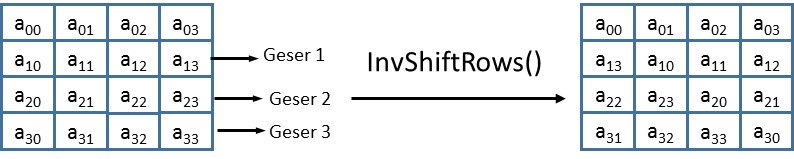 a00 a01 a02 a03
a10 a11 a12 a13
a20 a21 a22 a23
a30 a31 a32 a33
Geser 1
Geser 2
Geser 3
InvShiftRows()
a00 a01 a02 a03
a13 a10 a11 a12
a22 a23 a20 a21
a31 a32 a33 a30